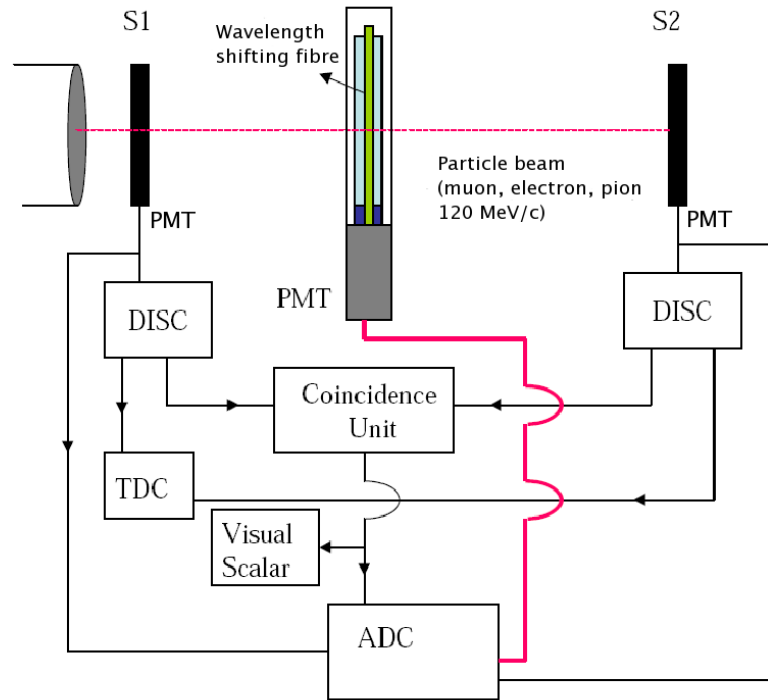 S1
Wavelength
shifting fibre
S2
Particle beam
(muon, electron, pion
120 MeV/c)
PMT
PMT
PMT
DISC
DISC
Coincidence
Unit
TDC
Visual
Scalar
ADC